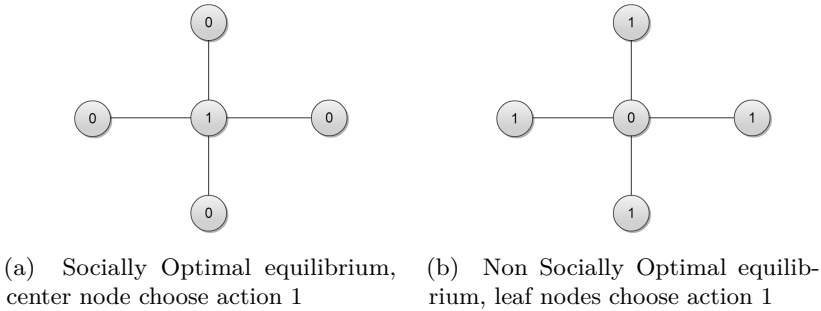 0
0 1 0
0
(a) Socially Optimal equilibrium,
center node choose action 1
1
1 0 1
1
(b) Non Socially Optimal equilib-
rium, leaf nodes choose action 1